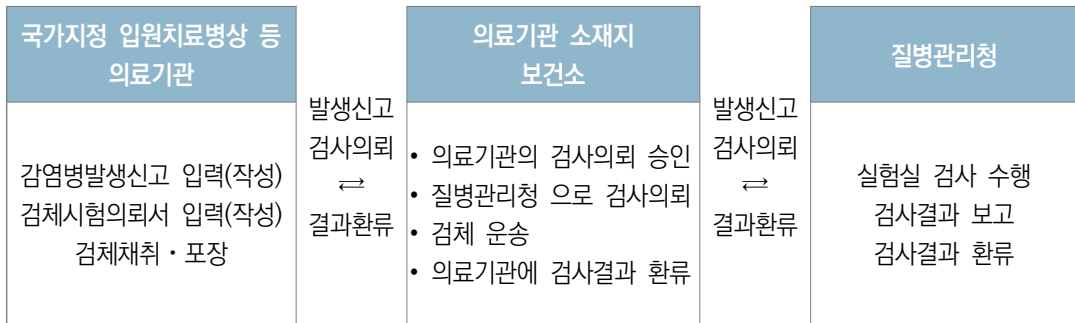 국가지정 입원치료병상 등
의료기관
감염병발생신고 입력(작성)
검체시험의뢰서 입력(작성)
검체채취・포장
발생신고
검사의뢰
⇄
결과환류
의료기관 소재지
보건소
• 의료기관의 검사의뢰 승인
• 질병관리청 으로 검사의뢰
• 검체 운송
• 의료기관에 검사결과 환류
발생신고
검사의뢰
⇄
결과환류
질병관리청
실험실 검사 수행
검사결과 보고
검사결과 환류